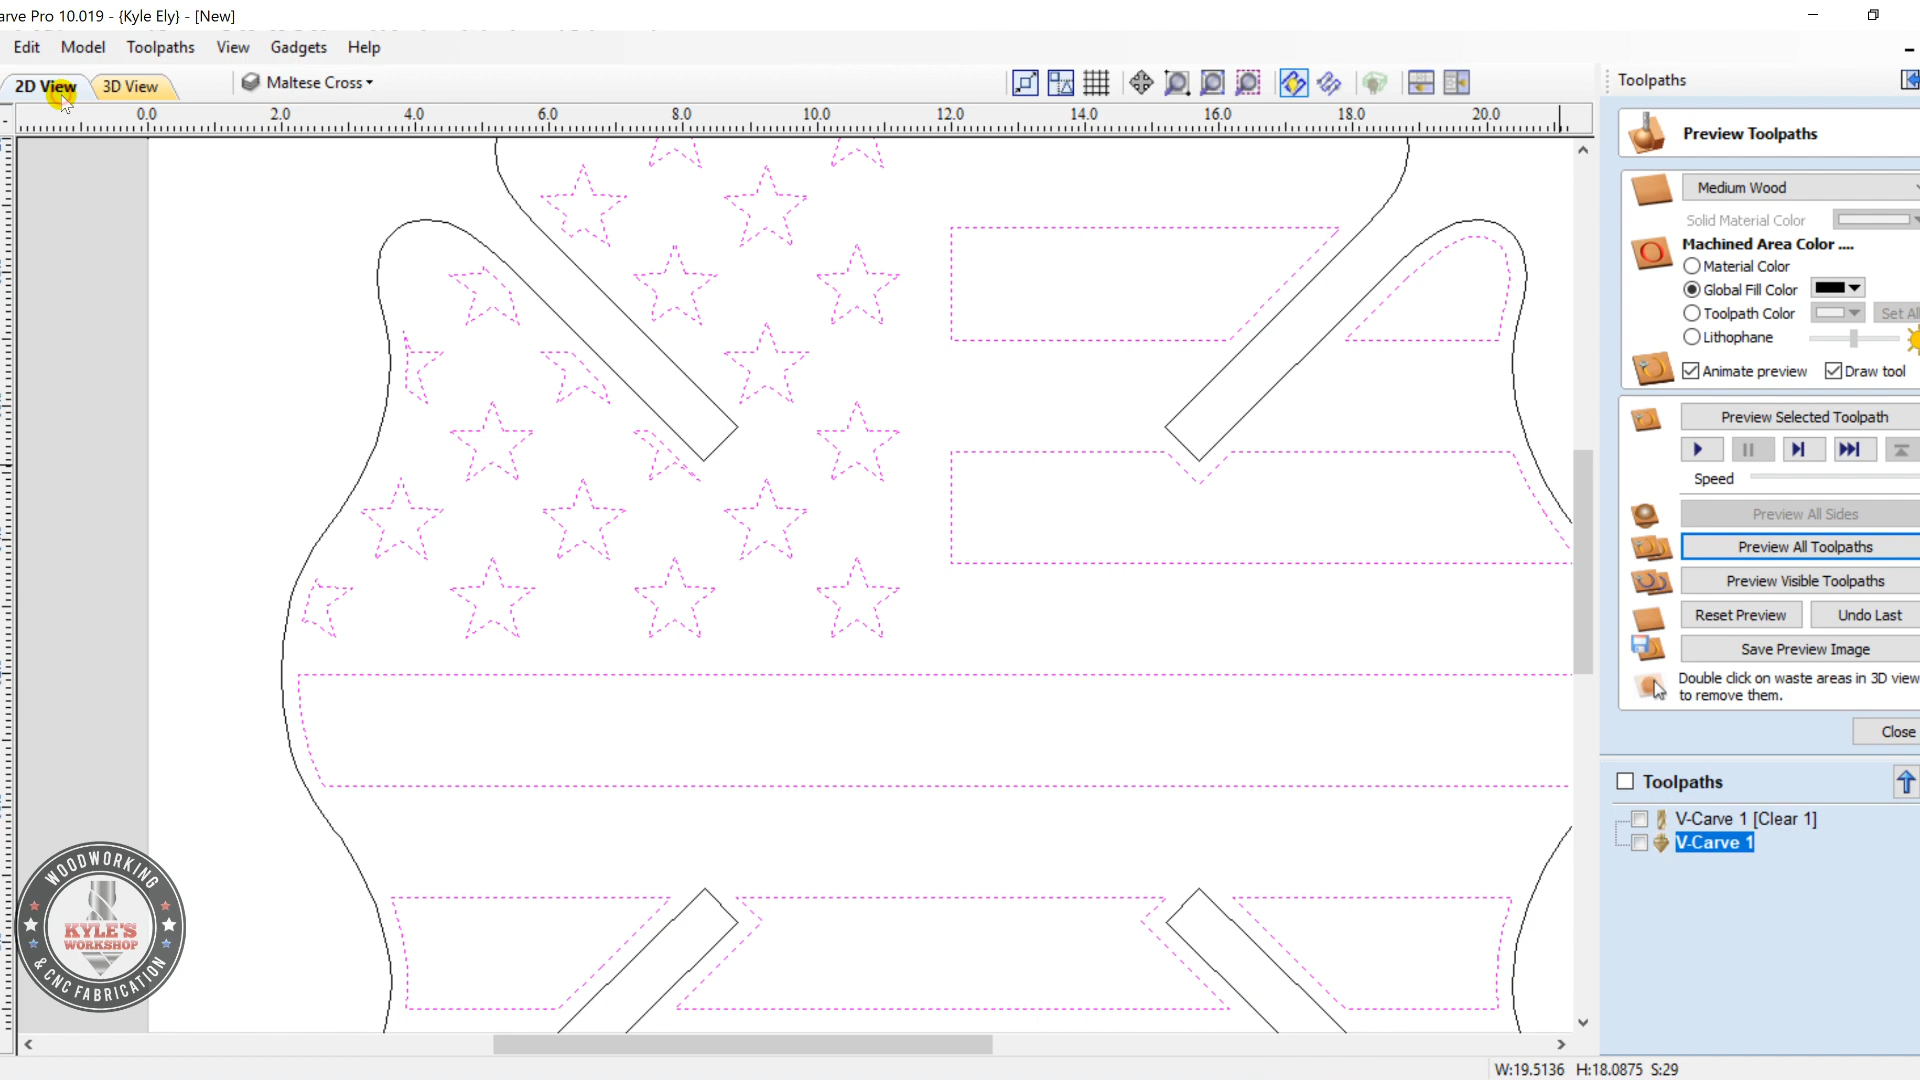 arve Pro 10.019 - {Kyle Ely} - [New]
Edit Model Toolpaths View Gadgets Help
2D View 3D View Maltese Cross
Toolpaths
0.0 2.0 4.0 6.0 8.0 10.0 12.0 14.0 16.0 18.0 20.0
Preview Toolpaths
Medium Wood
Solid Material Color
Machined Area Color ....
Material Color
Global Fill Color
Toolpath Color Set All
Lithophane
Animate preview Draw tool
Preview Selected Toolpath
Speed
Preview All Sides
Preview All Toolpaths
Preview Visible Toolpaths
Reset Preview Undo Last
Save Preview Image
Double click on waste areas in 3D view
to remove them.
Close
Toolpaths
V-Carve 1 [Clear 1]
V-Carve 1
WOODWORKING
KYLE'S
WORKSHOP
& CNC FABRICATION
W:19.5136 H:18.0875 S:29